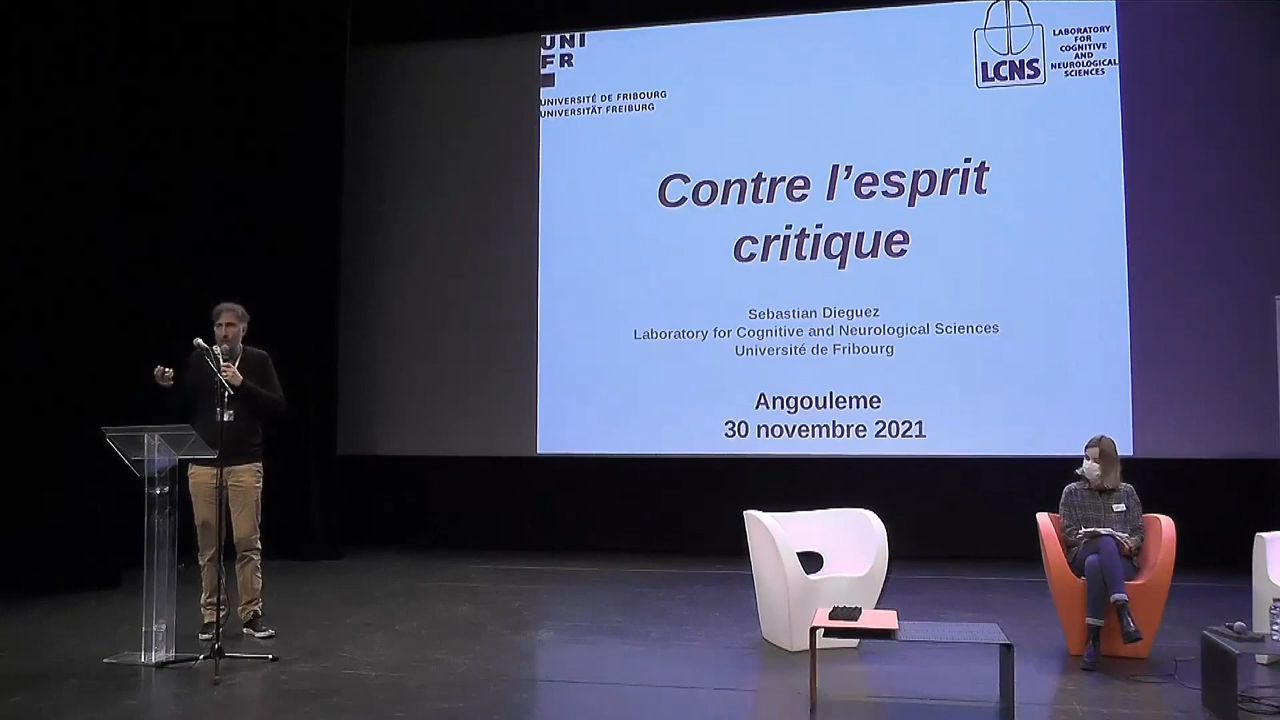 UNI
FR
UNIVERSITÉ DE FRIBOURG
UNIVERSITÄT FREIBURG
LCNS
LABORATORY
FOR
COGNITIVE
AND
NEUROLOGICAL
SCIENCES
Contre l'esprit
critique
Sebastian Dieguez
Laboratory for Cognitive and Neurological Sciences
Université de Fribourg
Angouleme
30 novembre 2021